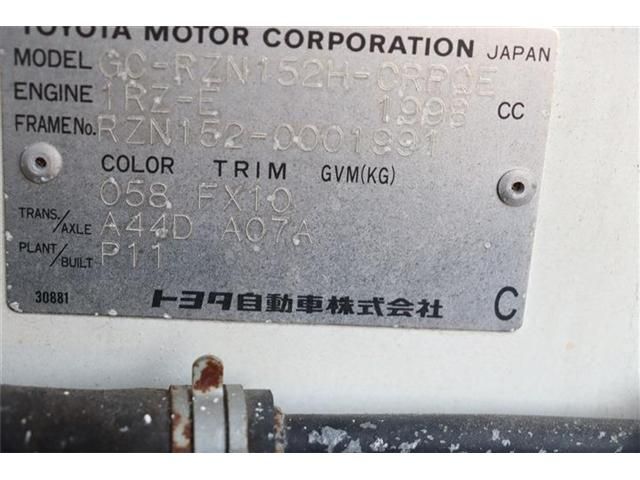 TOYOTA MOTOR CORPORATION JAPAN
MODEL GC-RZN152H-CRPQE
ENGINE 1RZ-E 1998 CC
FRAME No. RZN152-0001991
COLOR TRIM GVM(KG)
058 FX10
TRANS./AXLE A44D A07A
PLANT/BUILT P11
30881 トヨタ自動車株式会社 C